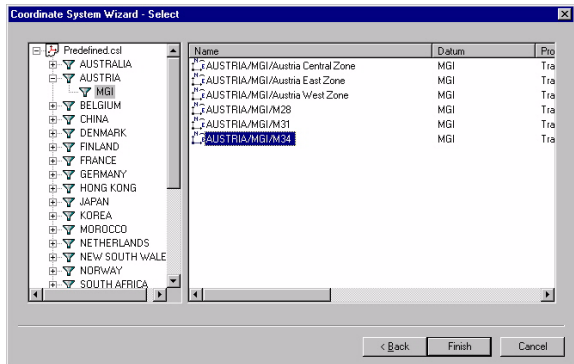 Coordinate System Wizard - Select
Predefined.csl
AUSTRALIA
AUSTRIA
MGI
BELGIUM
CHINA
DENMARK
FINLAND
FRANCE
GERMANY
HONG KONG
JAPAN
KOREA
MOROCCO
NETHERLANDS
NEW SOUTH WALE
NORWAY
SOUTH AFRICA
Name Datum Pro
AUSTRIA/MGI/Austria Central Zone MGI Tra
AUSTRIA/MGI/Austria East Zone MGI Tra
AUSTRIA/MGI/Austria West Zone MGI Tra
AUSTRIA/MGI/M28 MGI Tra
AUSTRIA/MGI/M31 MGI Tra
AUSTRIA/MGI/M34 MGI Tra
< Back Finish Cancel